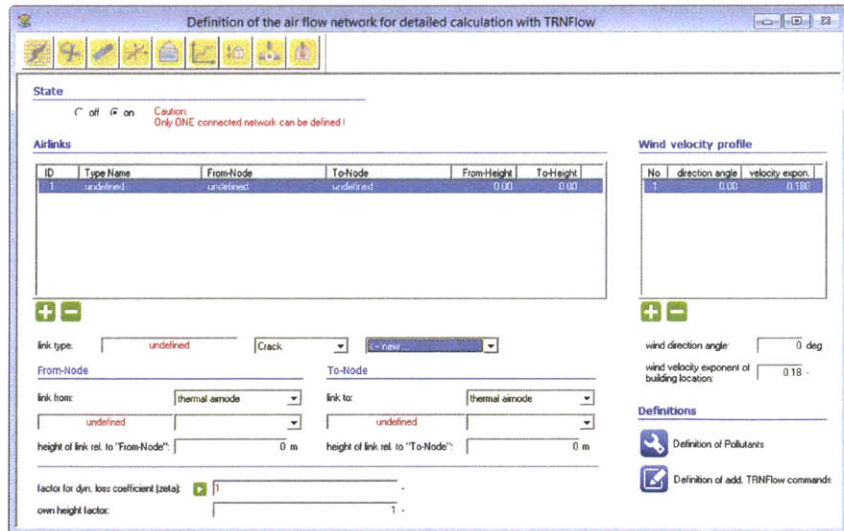 Definition of the air flow network for detailed calculation with TRNFlow
State
off on Caution:
Only ONE connected network can be defined !
Airlinks
ID Type Name From-Node To-Node From-Height To-Height
1 undefined undefined undefined 0.00 0.00
Wind velocity profile
No direction angle velocity expon.
1 0.00 0.180
link type: undefined Crack <-- new ...
From-Node
To-Node
link from: thermal airnode
link to: thermal airnode
undefined
undefined
height of link rel. to "From-Node": 0 m
height of link rel. to "To-Node": 0 m
factor for dyn. loss coefficient (zeta): 1 -
own height factor: 1 -
wind direction angle: 0 deg
wind velocity exponent of
building location: 0.18 -
Definitions
Definition of Pollutants
Definition of add. TRNFlow commands